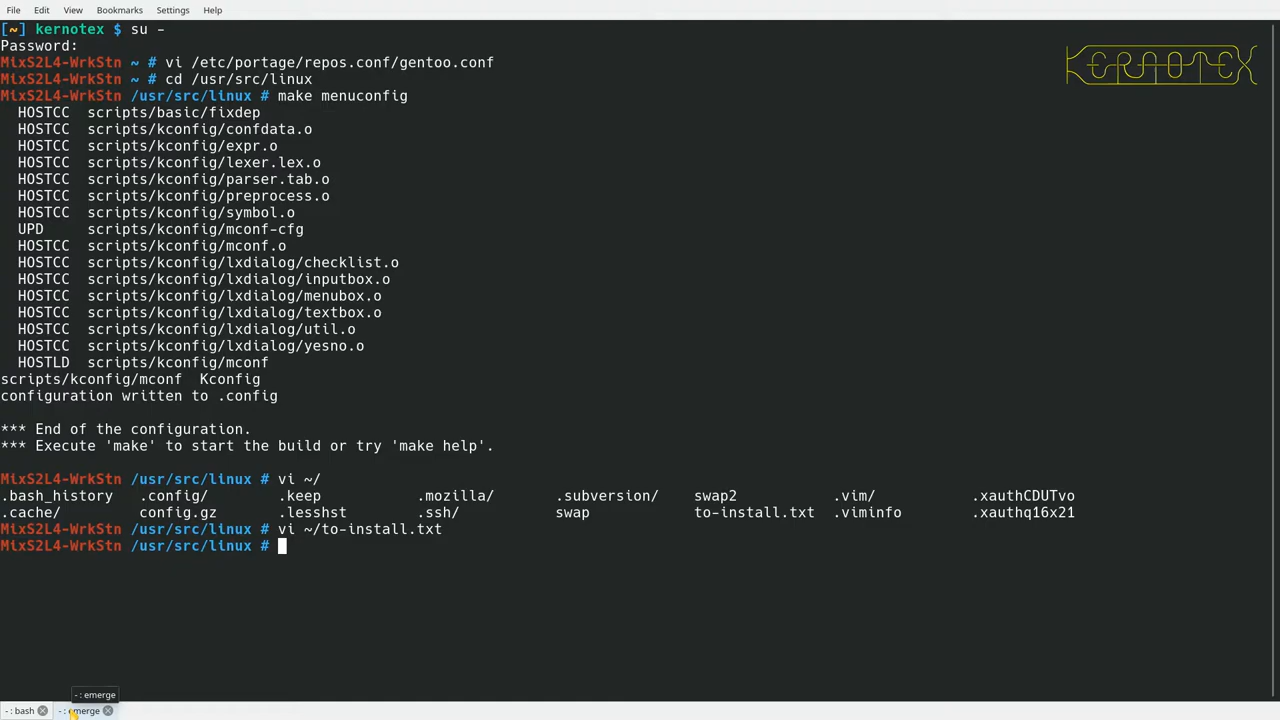 File Edit View Bookmarks Settings Help
[~] kernotex $ su -
Password:
MixS2L4-WrkStn ~ # vi /etc/portage/repos.conf/gentoo.conf
MixS2L4-WrkStn ~ # cd /usr/src/linux
MixS2L4-WrkStn /usr/src/linux # make menuconfig
HOSTCC scripts/basic/fixdep
HOSTCC scripts/kconfig/confdata.o
HOSTCC scripts/kconfig/expr.o
HOSTCC scripts/kconfig/lexer.lex.o
HOSTCC scripts/kconfig/parser.tab.o
HOSTCC scripts/kconfig/preprocess.o
HOSTCC scripts/kconfig/symbol.o
UPD scripts/kconfig/mconf-cfg
HOSTCC scripts/kconfig/mconf.o
HOSTCC scripts/kconfig/lxdialog/checklist.o
HOSTCC scripts/kconfig/lxdialog/inputbox.o
HOSTCC scripts/kconfig/lxdialog/menubox.o
HOSTCC scripts/kconfig/lxdialog/textbox.o
HOSTCC scripts/kconfig/lxdialog/util.o
HOSTCC scripts/kconfig/lxdialog/yesno.o
HOSTLD scripts/kconfig/mconf
scripts/kconfig/mconf Kconfig
configuration written to .config
*** End of the configuration.
*** Execute 'make' to start the build or try 'make help'.
MixS2L4-WrkStn /usr/src/linux # vi ~/
.bash_history .config/ .keep .mozilla/ .subversion/ swap2 .vim/ .xauthCDUTvo
.cache/ config.gz .lesshst .ssh/ swap to-install.txt .viminfo .xauthq16x21
MixS2L4-WrkStn /usr/src/linux # vi ~/to-install.txt
MixS2L4-WrkStn /usr/src/linux #
KERNOTEX
- : emerge
- : bash - : emerge